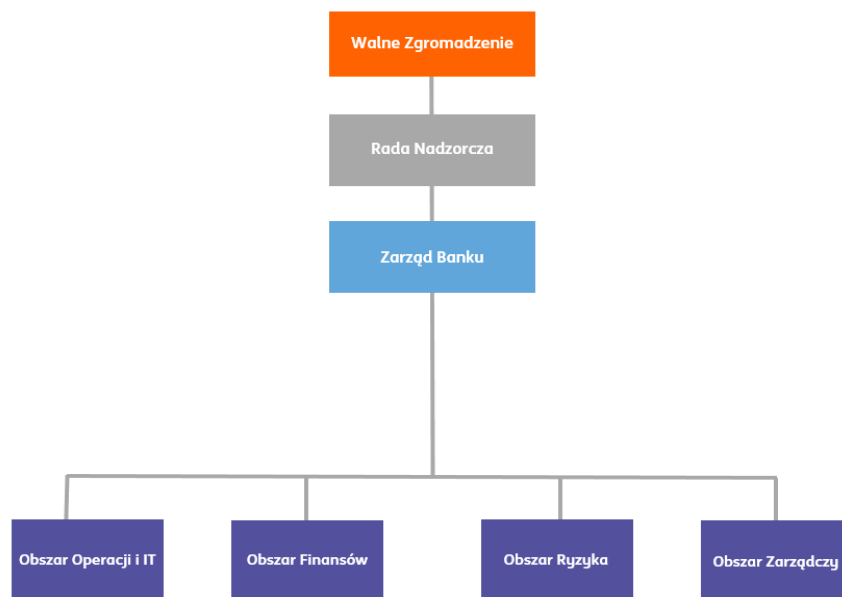 Walne Zgromadzenie
Rada Nadzorcza
Zarząd Banku
Obszar Operacji i IT
Obszar Finansów
Obszar Ryzyka
Obszar Zarządczy